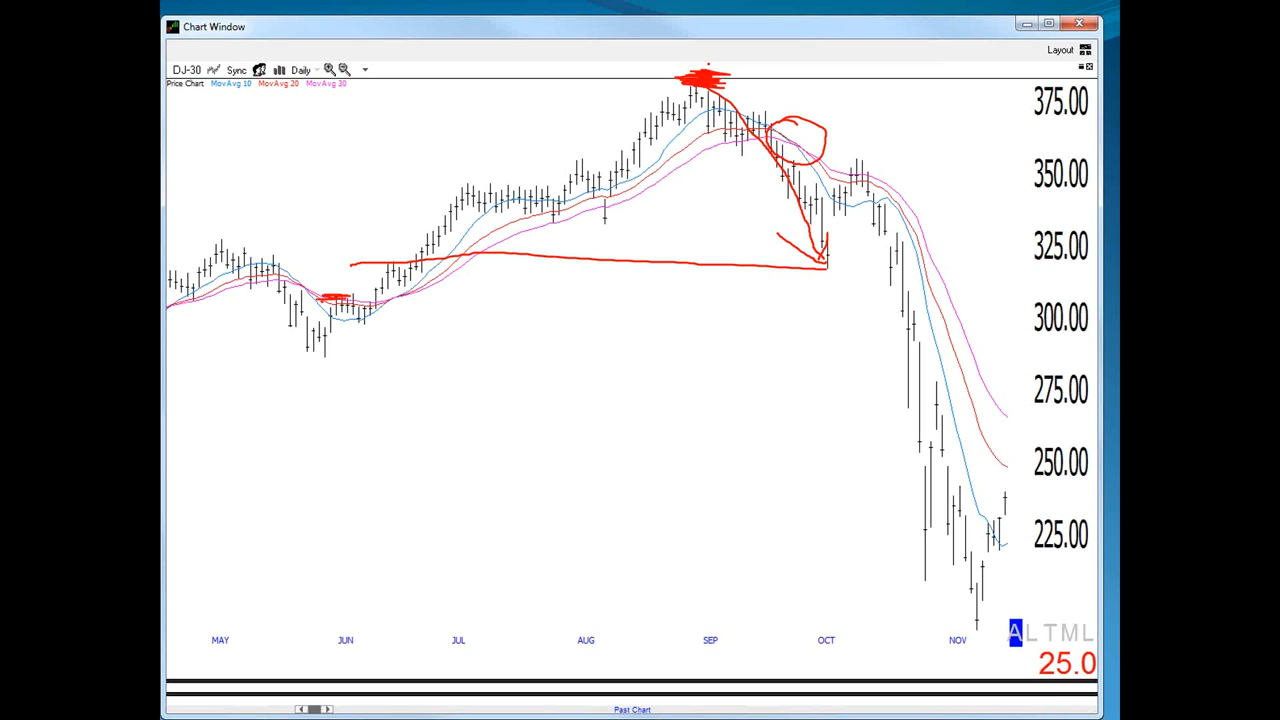 Chart Window
Layout
DJ-30 Sync Daily
Price Chart MovAvg 10 MovAvg 20 MovAvg 30
375.00
350.00
325.00
300.00
275.00
250.00
225.00
ALTML
MAY JUN JUL AUG SEP OCT NOV
25.0
Past Chart